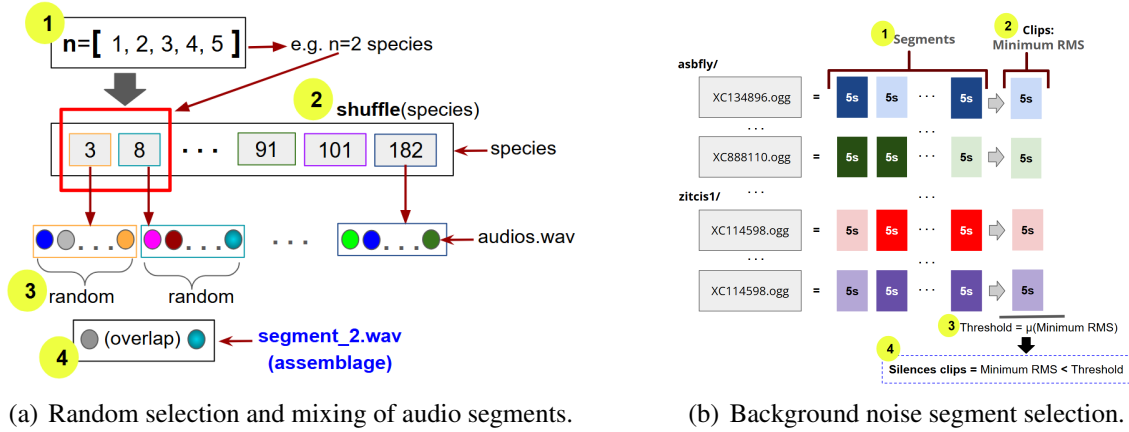 1
n=[ 1, 2, 3, 4, 5 ]
e.g. n=2 species
2
shuffle(species)
3 8 ... 91 101 182
species
... ... ...
...
audios.wav
3
random random
4
(overlap)
segment_2.wav
(assemblage)
(a) Random selection and mixing of audio segments.
1 Segments
2 Clips:
Minimum RMS
asbfly/
XC134896.ogg = 5s 5s ... 5s 5s
...
XC888110.ogg = 5s 5s ... 5s 5s
zitcis1/ ...
XC114598.ogg = 5s 5s ... 5s 5s
...
XC114598.ogg = 5s 5s ... 5s 5s
3 Threshold = μ(Minimum RMS)
4
Silences clips = Minimum RMS < Threshold
(b) Background noise segment selection.